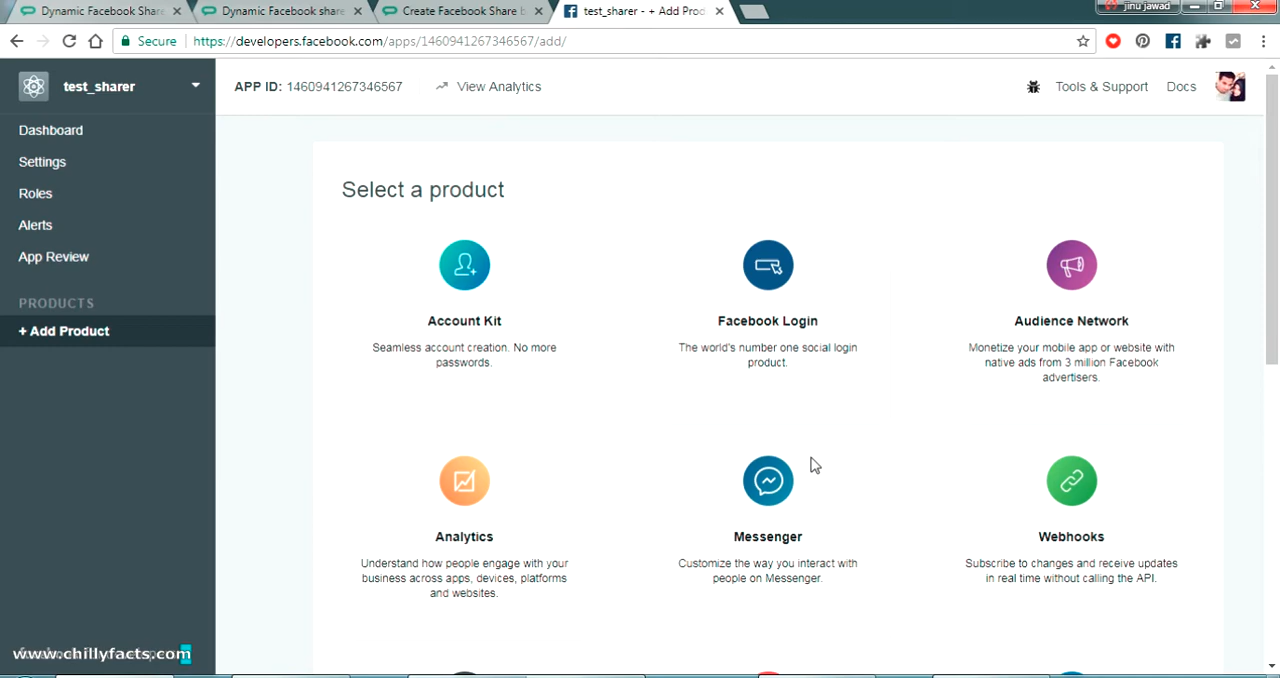 Dynamic Facebook Share
Dynamic Facebook share
Create Facebook Share b
test_sharer - + Add Prod
jinu jawad
Secure
https://developers.facebook.com/apps/1460941267346567/add/
test_sharer
APP ID: 1460941267346567
View Analytics
Tools & Support
Docs
Dashboard
Settings
Roles
Alerts
App Review
PRODUCTS
+ Add Product
Select a product
Account Kit
Seamless account creation. No more
passwords.
Facebook Login
The world's number one social login
product.
Audience Network
Monetize your mobile app or website with
native ads from 3 million Facebook
advertisers.
Analytics
Understand how people engage with your
business across apps, devices, platforms
and websites.
Messenger
Customize the way you interact with
people on Messenger.
Webhooks
Subscribe to changes and receive updates
in real time without calling the API.
www.chillyfacts.com